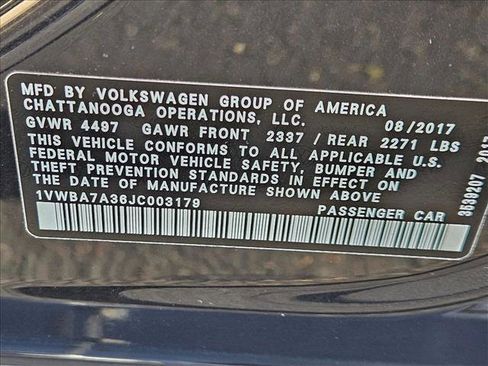 MFD BY VOLKSWAGEN GROUP OF AMERICA
CHATTANOOGA OPERATIONS, LLC. 08/2017
GVWR 4497 GAWR FRONT 2337 / REAR 2271 LBS
THIS VEHICLE CONFORMS TO ALL APPLICABLE U.S.
FEDERAL MOTOR VEHICLE SAFETY, BUMPER AND
THEFT PREVENTION STANDARDS IN EFFECT ON
THE DATE OF MANUFACTURE SHOWN ABOVE
1VWBA7A36JC003179 PASSENGER CAR
3639207 2017